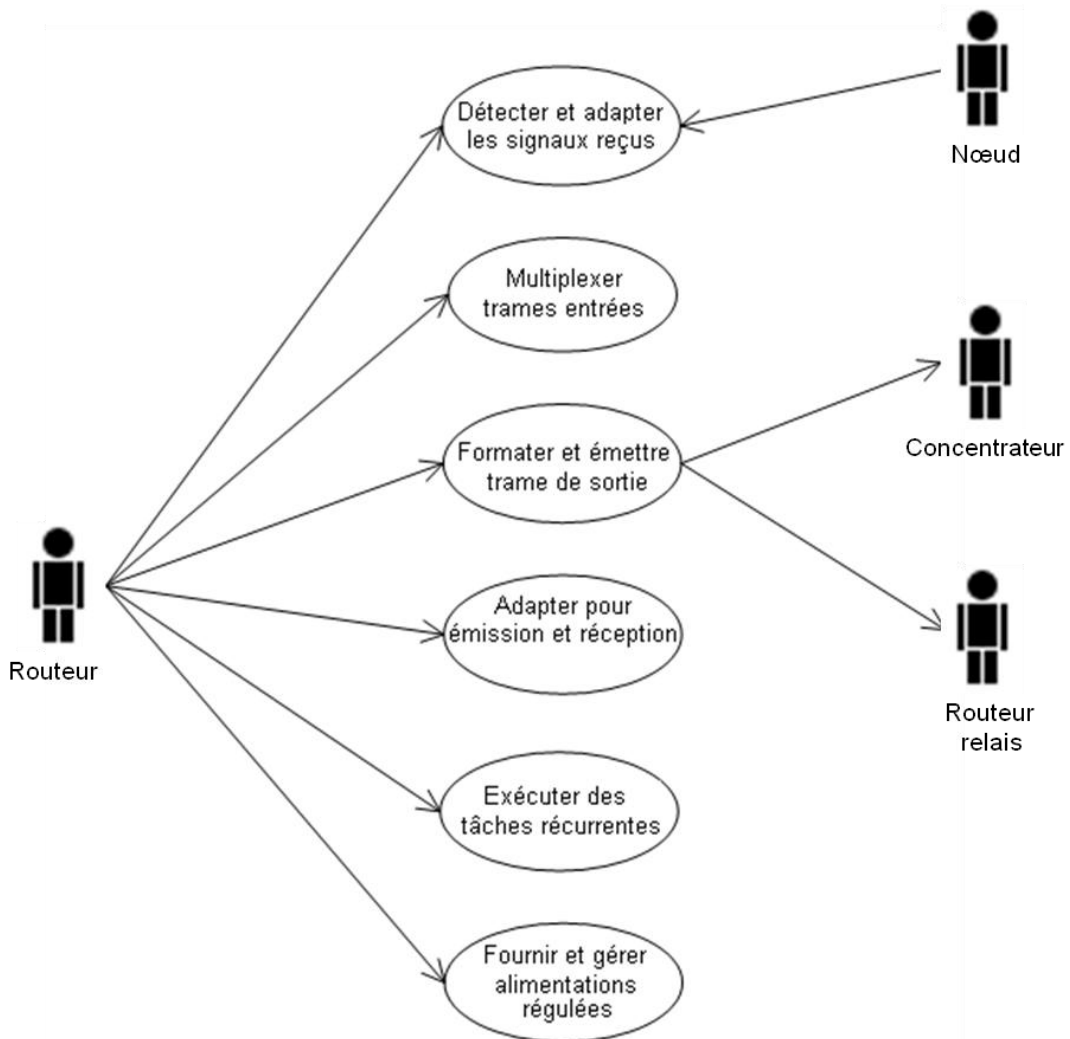 Détecter et adapter
les signaux reçus
Nœud
Multiplexer
trames entrées
Formater et émettre
trame de sortie
Concentrateur
Adapter pour
émission et réception
Routeur
Routeur
relais
Exécuter des
tâches récurrentes
Fournir et gérer
alimentations
régulées